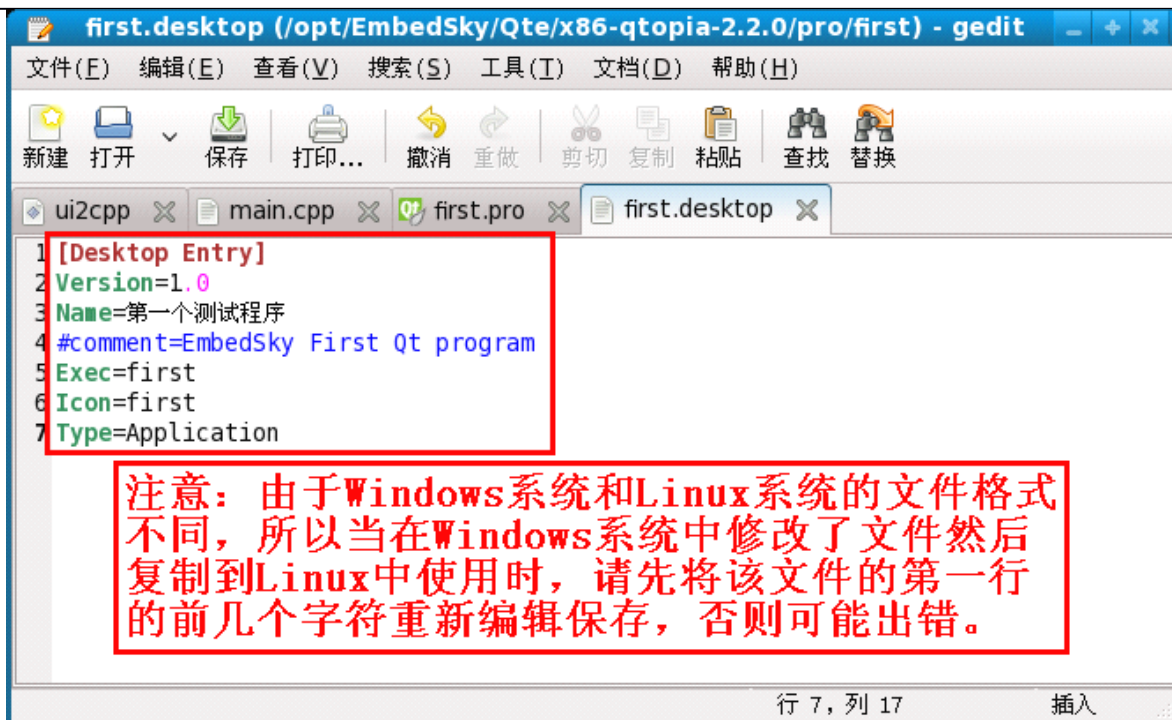 first.desktop (/opt/EmbedSky/Qte/x86-qtopia-2.2.0/pro/first) - gedit
文件(F) 编辑(E) 查看(V) 搜索(S) 工具(T) 文档(D) 帮助(H)
新建 打开 保存 打印... 撤消 重做 剪切 复制 粘贴 查找 替换
ui2cpp main.cpp first.pro first.desktop
1 [Desktop Entry]
2 Version=1.0
3 Name=第一个测试程序
4 #comment=EmbedSky First Qt program
5 Exec=first
6 Icon=first
7 Type=Application
注意：由于Windows系统和Linux系统的文件格式
不同，所以当在Windows系统中修改了文件然后
复制到Linux中使用时，请先将该文件的第一行
的前几个字符重新编辑保存，否则可能出错。
行 7，列 17 插入